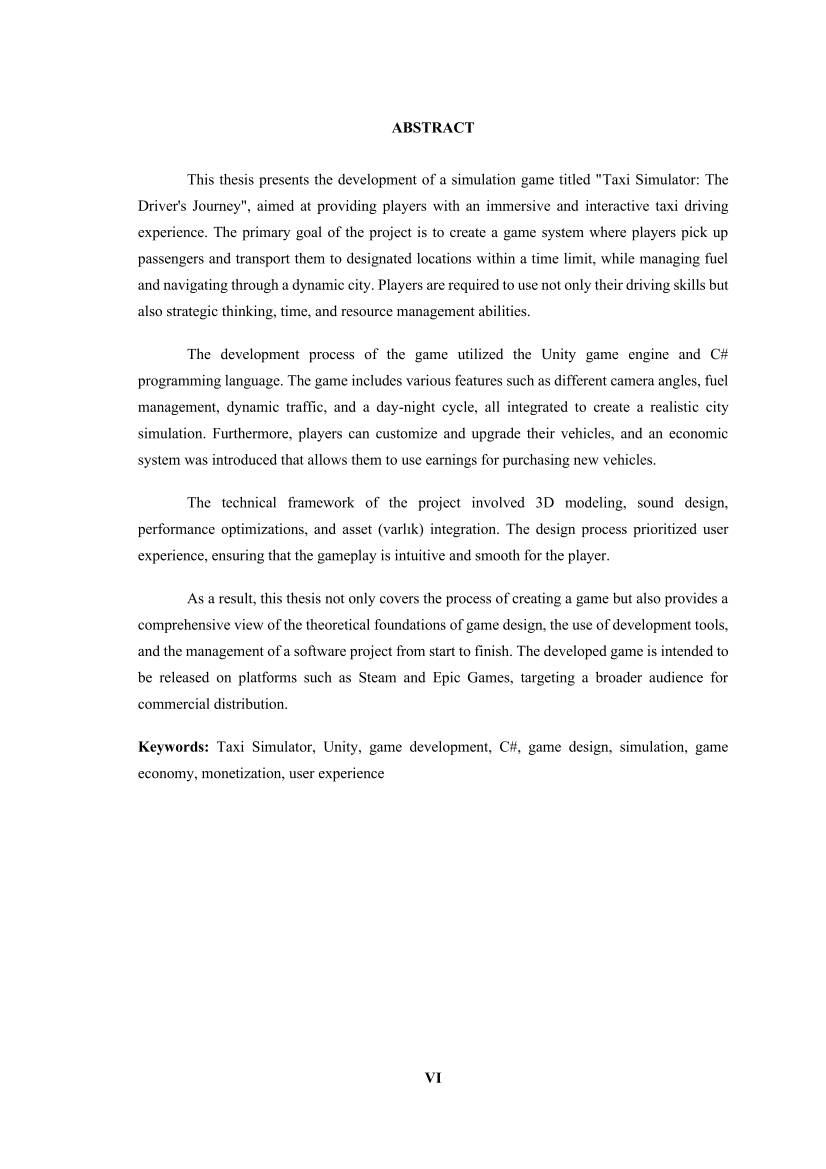 ABSTRACT
This thesis presents the development of a simulation game titled "Taxi Simulator: The
Driver's Journey", aimed at providing players with an immersive and interactive taxi driving
experience. The primary goal of the project is to create a game system where players pick up
passengers and transport them to designated locations within a time limit, while managing fuel
and navigating through a dynamic city. Players are required to use not only their driving skills but
also strategic thinking, time, and resource management abilities.
The development process of the game utilized the Unity game engine and C#
programming language. The game includes various features such as different camera angles, fuel
management, dynamic traffic, and a day-night cycle, all integrated to create a realistic city
simulation. Furthermore, players can customize and upgrade their vehicles, and an economic
system was introduced that allows them to use earnings for purchasing new vehicles.
The technical framework of the project involved 3D modeling, sound design,
performance optimizations, and asset (varlık) integration. The design process prioritized user
experience, ensuring that the gameplay is intuitive and smooth for the player.
As a result, this thesis not only covers the process of creating a game but also provides a
comprehensive view of the theoretical foundations of game design, the use of development tools,
and the management of a software project from start to finish. The developed game is intended to
be released on platforms such as Steam and Epic Games, targeting a broader audience for
commercial distribution.
Keywords: Taxi Simulator, Unity, game development, C#, game design, simulation, game
economy, monetization, user experience
VI